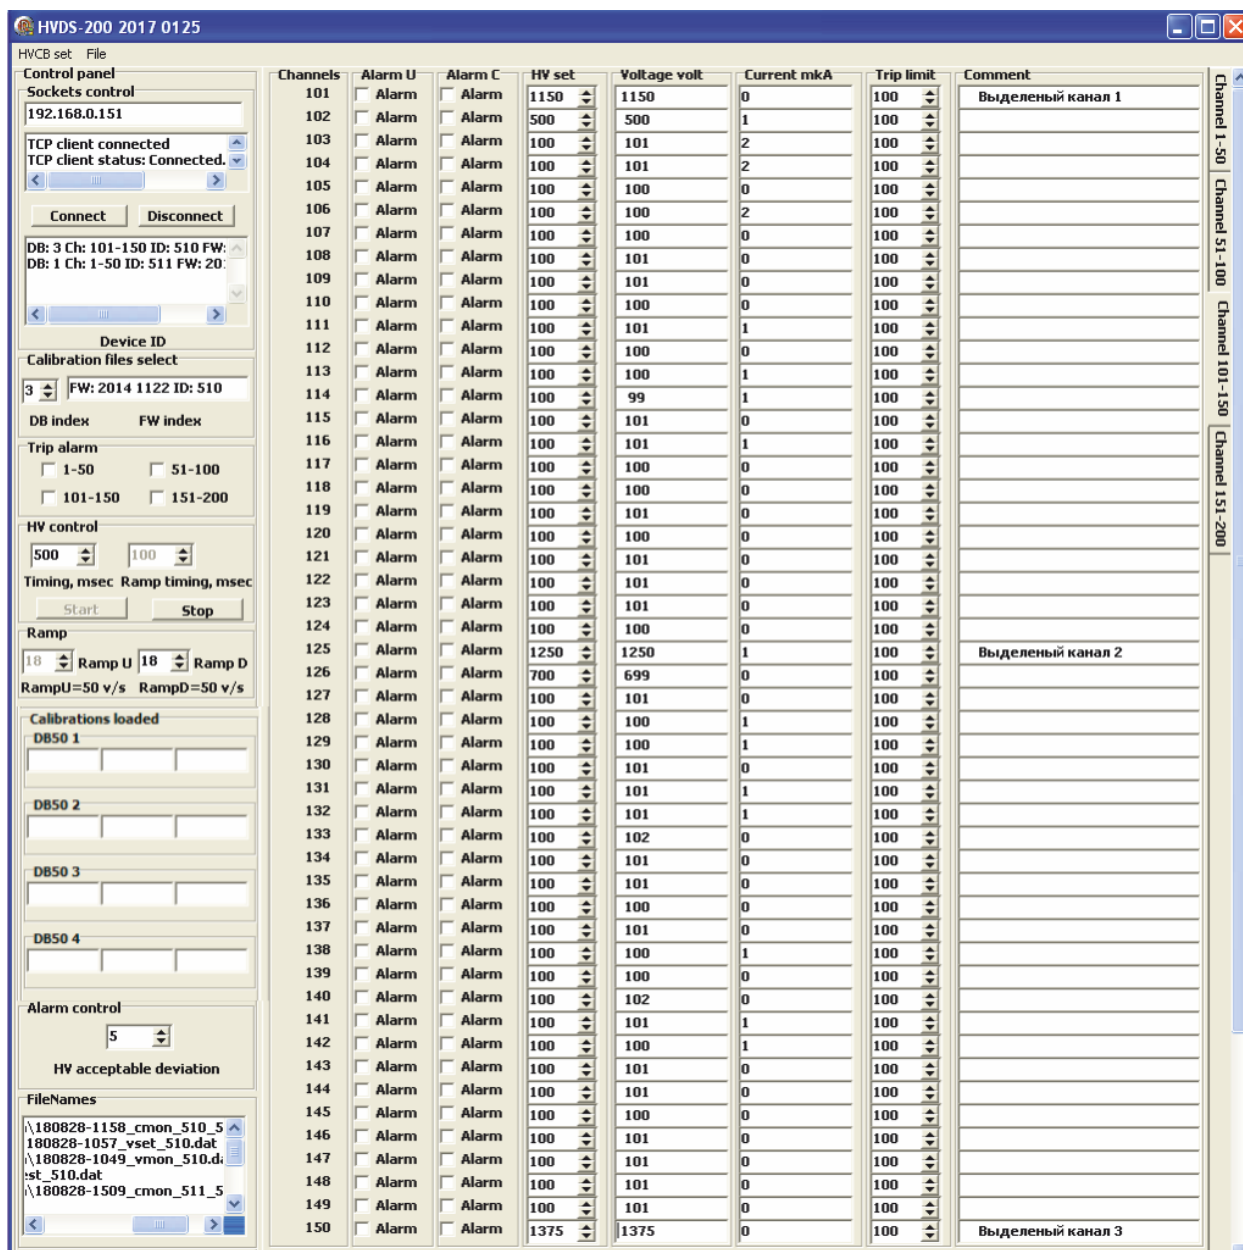 HVDS-200 2017 0125
HVCB set File
Control panel
Sockets control
192.168.0.151
TCP client connected
TCP client status: Connected.
Connect Disconnect
DB: 3 Ch: 101-150 ID: 510 FW:
DB: 1 Ch: 1-50 ID: 511 FW: 20
Device ID
Calibration files select
3 FW: 2014 1122 ID: 510
DB index FW index
Trip alarm
1-50 51-100
101-150 151-200
HV control
500 100
Timing, msec Ramp timing, msec
Start Stop
Ramp
18 Ramp U 18 Ramp D
RampU=50 v/s RampD=50 v/s
Calibrations loaded
DB50 1
DB50 2
DB50 3
DB50 4
Alarm control
5
HV acceptable deviation
FileNames
\180828-1158_cmon_510_5
180828-1057_vset_510.dat
\180828-1049_vmon_510.d
st_510.dat
\180828-1509_cmon_511_5
Channels Alarm U Alarm C HV set Voltage volt Current mkA Trip limit Comment
101 Alarm Alarm 1150 1150 0 100 Выделеный канал 1
102 Alarm Alarm 500 500 1 100
103 Alarm Alarm 100 101 2 100
104 Alarm Alarm 100 101 2 100
105 Alarm Alarm 100 100 0 100
106 Alarm Alarm 100 100 2 100
107 Alarm Alarm 100 100 0 100
108 Alarm Alarm 100 101 0 100
109 Alarm Alarm 100 101 0 100
110 Alarm Alarm 100 100 0 100
111 Alarm Alarm 100 101 1 100
112 Alarm Alarm 100 100 0 100
113 Alarm Alarm 100 100 1 100
114 Alarm Alarm 100 99 1 100
115 Alarm Alarm 100 101 0 100
116 Alarm Alarm 100 101 1 100
117 Alarm Alarm 100 100 0 100
118 Alarm Alarm 100 100 0 100
119 Alarm Alarm 100 101 0 100
120 Alarm Alarm 100 100 0 100
121 Alarm Alarm 100 101 0 100
122 Alarm Alarm 100 101 0 100
123 Alarm Alarm 100 101 0 100
124 Alarm Alarm 100 100 0 100
125 Alarm Alarm 1250 1250 1 100 Выделеный канал 2
126 Alarm Alarm 700 699 0 100
127 Alarm Alarm 100 101 0 100
128 Alarm Alarm 100 100 1 100
129 Alarm Alarm 100 100 1 100
130 Alarm Alarm 100 101 0 100
131 Alarm Alarm 100 101 1 100
132 Alarm Alarm 100 101 1 100
133 Alarm Alarm 100 102 0 100
134 Alarm Alarm 100 101 0 100
135 Alarm Alarm 100 101 0 100
136 Alarm Alarm 100 100 0 100
137 Alarm Alarm 100 101 0 100
138 Alarm Alarm 100 100 1 100
139 Alarm Alarm 100 100 0 100
140 Alarm Alarm 100 102 0 100
141 Alarm Alarm 100 101 1 100
142 Alarm Alarm 100 100 1 100
143 Alarm Alarm 100 101 0 100
144 Alarm Alarm 100 101 0 100
145 Alarm Alarm 100 100 0 100
146 Alarm Alarm 100 101 0 100
147 Alarm Alarm 100 101 0 100
148 Alarm Alarm 100 101 0 100
149 Alarm Alarm 100 101 0 100
150 Alarm Alarm 1375 1375 0 100 Выделеный канал 3
Channel 1-50
Channel 51-100
Channel 101-150
Channel 151-200